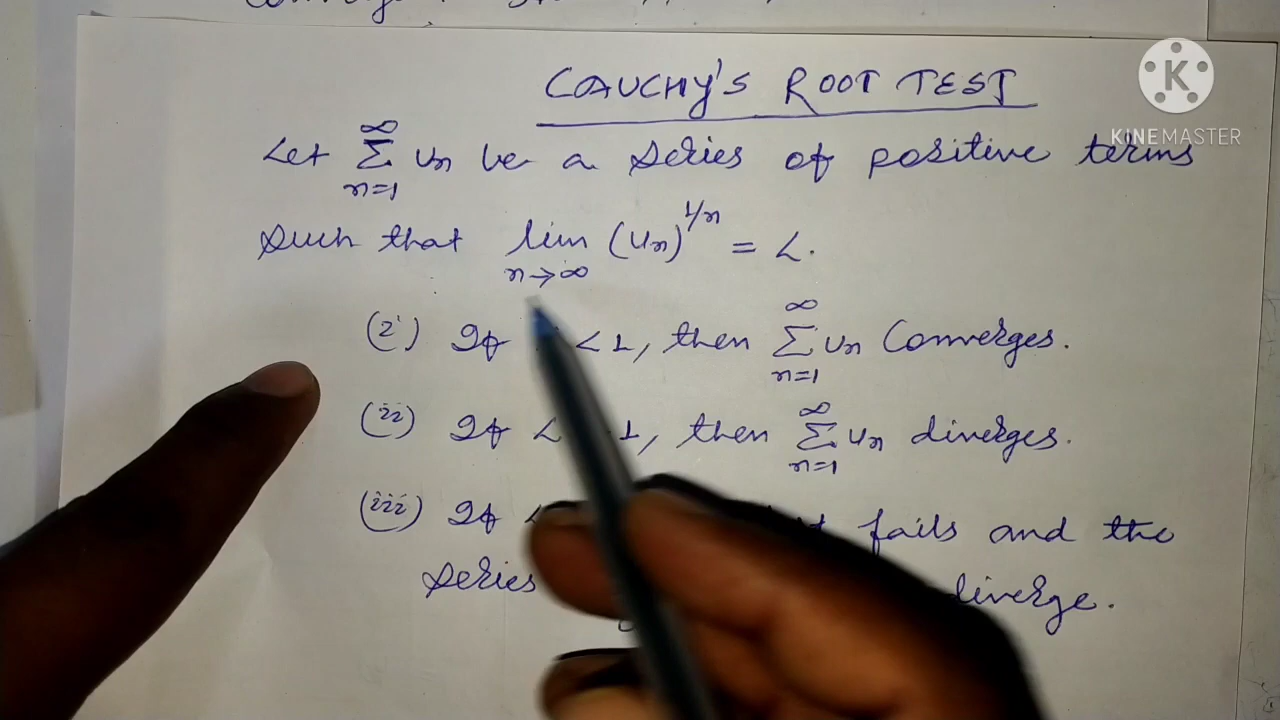 CAUCHY'S ROOT TEST
KINEMASTER
Let ∞ Σ n=1 un be a series of positive terms
such that lim n→∞ (un)^1/n = L.
(i) If < 1, then ∞ Σ n=1 un Converges.
(ii) If L 1, then ∞ Σ n=1 un diverges.
(iii) If fails and the
series diverge.